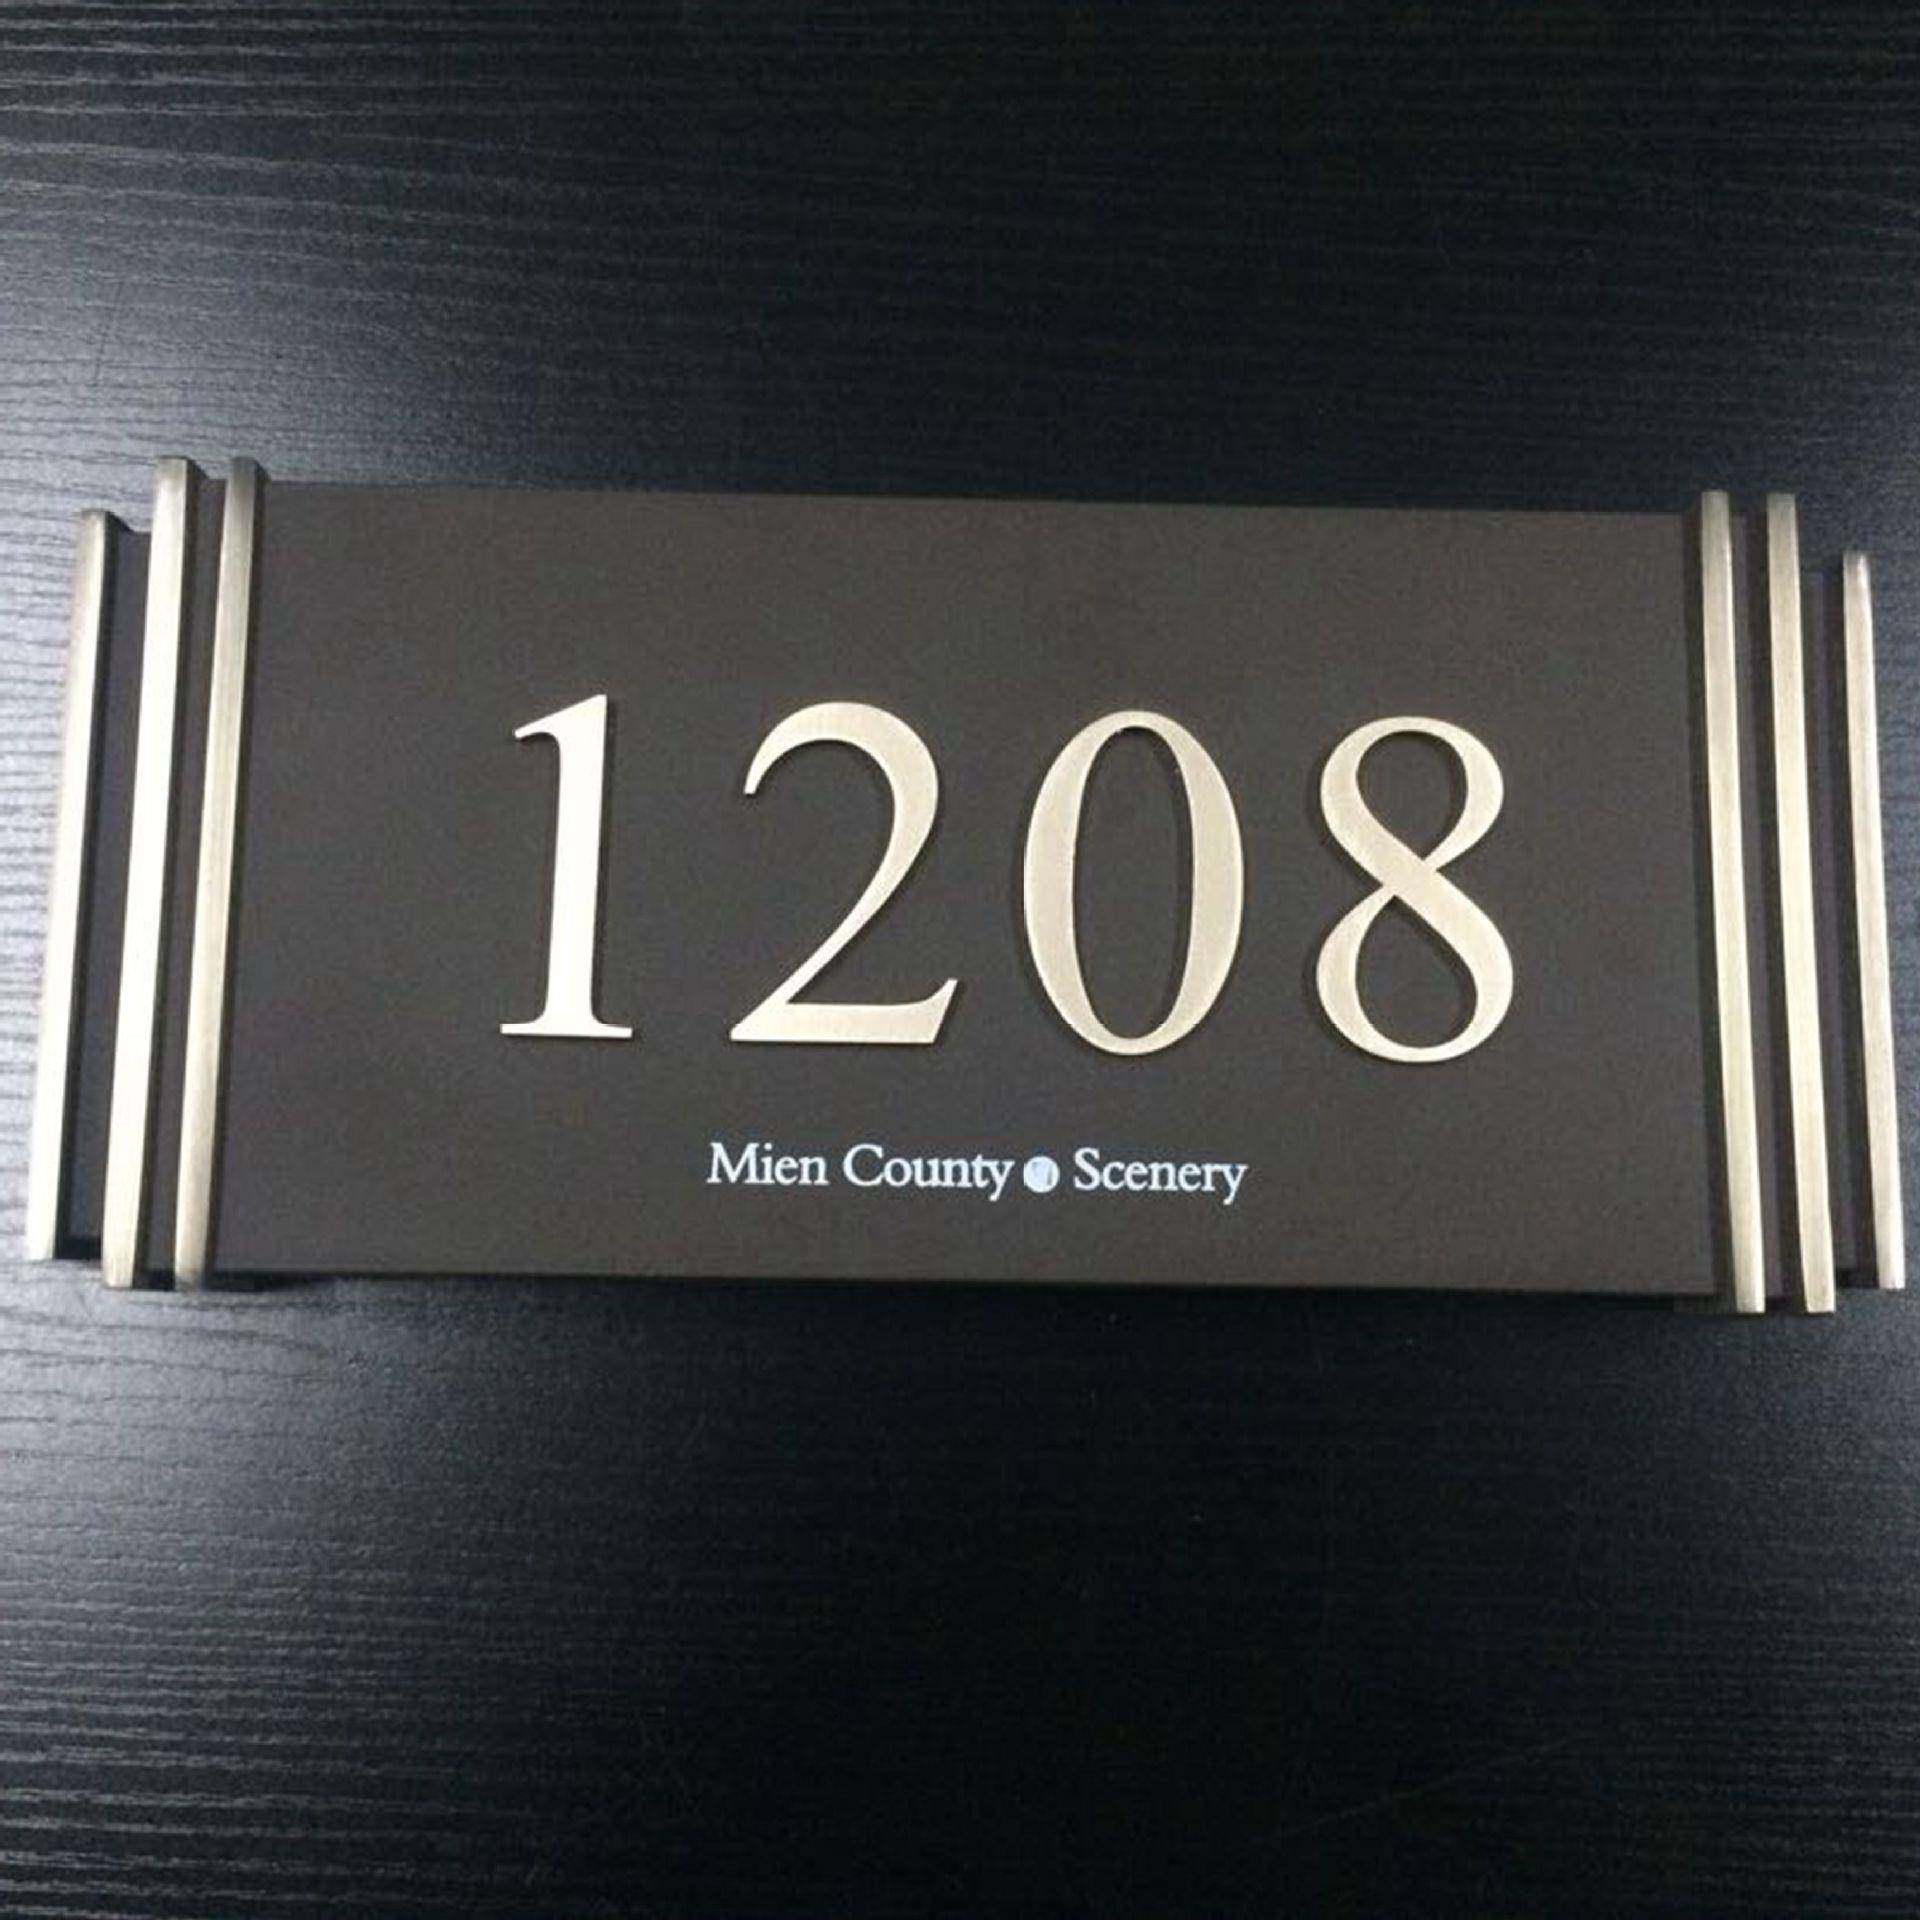 1208
Mien County ● Scenery